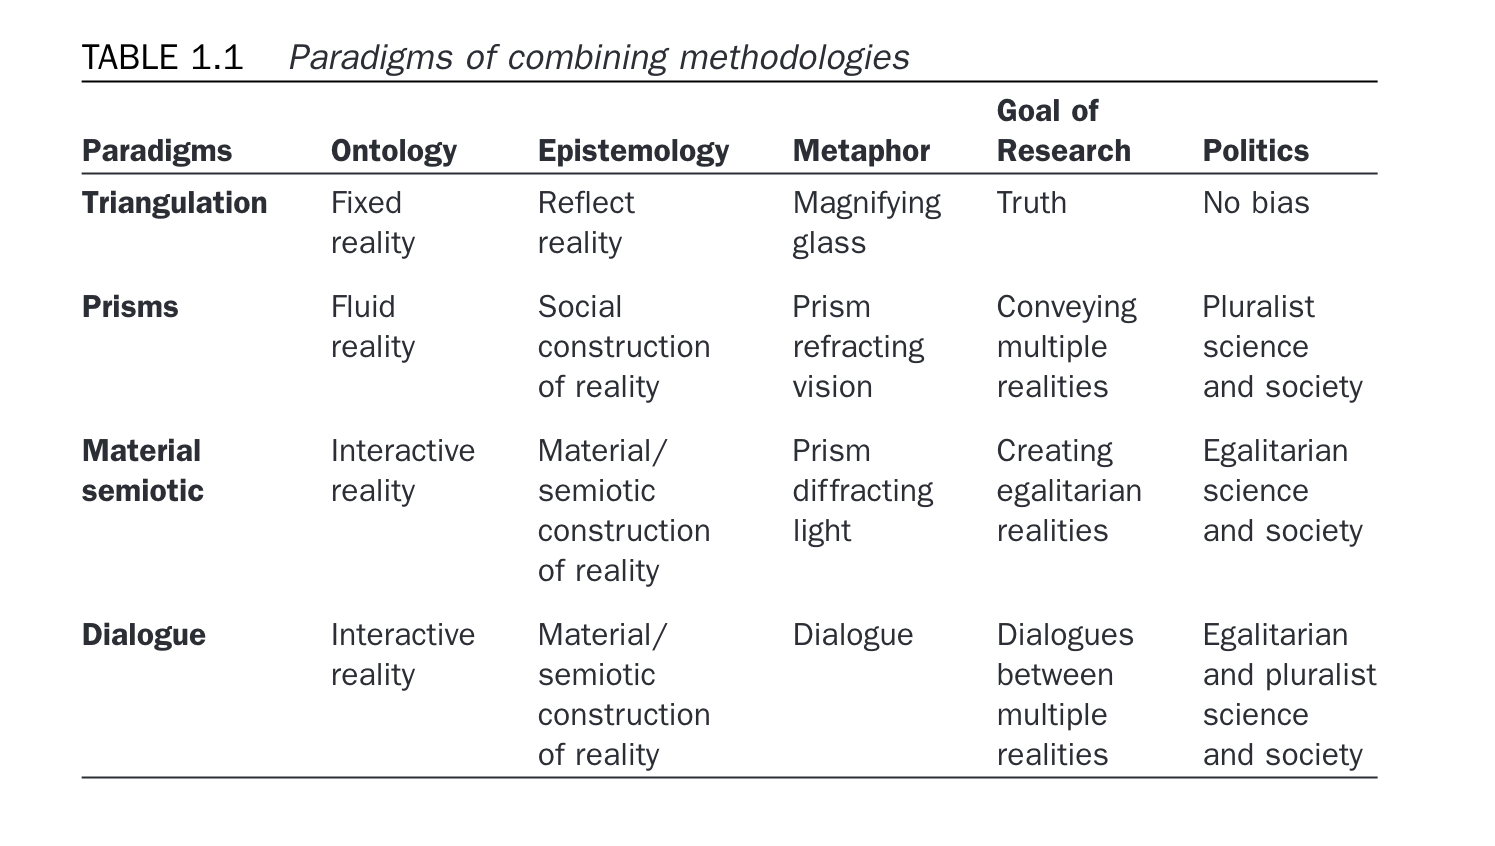 TABLE 1.1 Paradigms of combining methodologies
Goal of
Paradigms Ontology Epistemology Metaphor Research Politics
Triangulation Fixed Reflect Magnifying Truth No bias
reality reality glass
Prisms Fluid Social Prism Conveying Pluralist
reality construction refracting multiple science
of reality vision realities and society
Material Interactive Material/ Prism Creating Egalitarian
semiotic reality semiotic diffracting egalitarian science
construction light realities and society
of reality
Dialogue Interactive Material/ Dialogue Dialogues Egalitarian
reality semiotic between and pluralist
construction multiple science
of reality realities and society